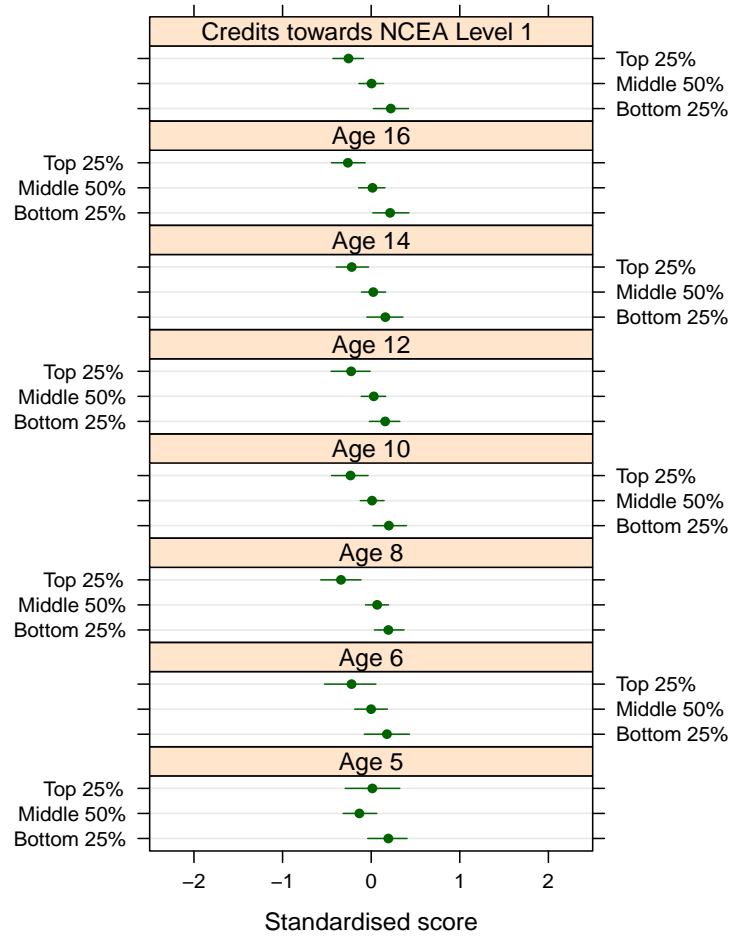 Credits towards NCEA Level 1
Top 25%
Middle 50%
Bottom 25%
Age 16
Top 25%
Middle 50%
Bottom 25%
Age 14
Top 25%
Middle 50%
Bottom 25%
Age 12
Top 25%
Middle 50%
Bottom 25%
Age 10
Top 25%
Middle 50%
Bottom 25%
Age 8
Top 25%
Middle 50%
Bottom 25%
Age 6
Top 25%
Middle 50%
Bottom 25%
Age 5
Top 25%
Middle 50%
Bottom 25%
−2 −1 0 1 2
Standardised score